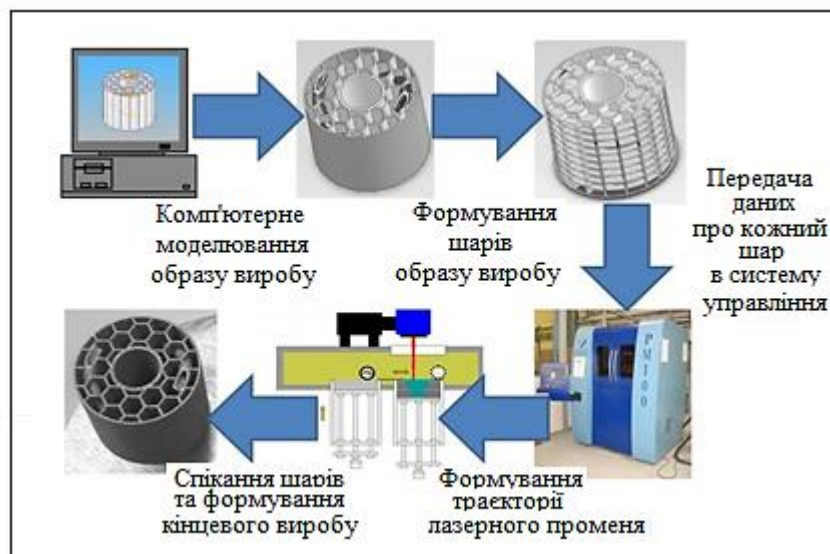 Комп'ютерне
моделювання
образу виробу
Формування
шарів
образу виробу
Передача
даних
про кожний
шар
в систему
управління
PM100
Формування
траєкторії
лазерного променя
Спікання шарів
та формування
кінцевого виробу